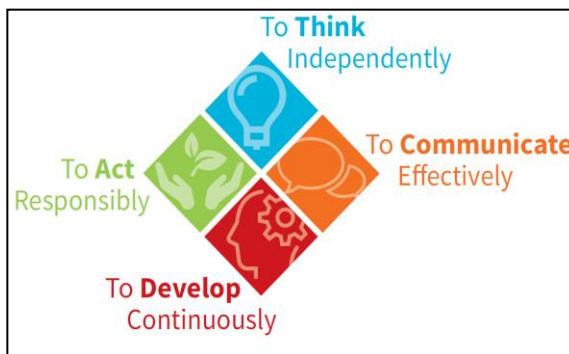 To Think
Independently
To Communicate
Effectively
To Act
Responsibly
To Develop
Continuously